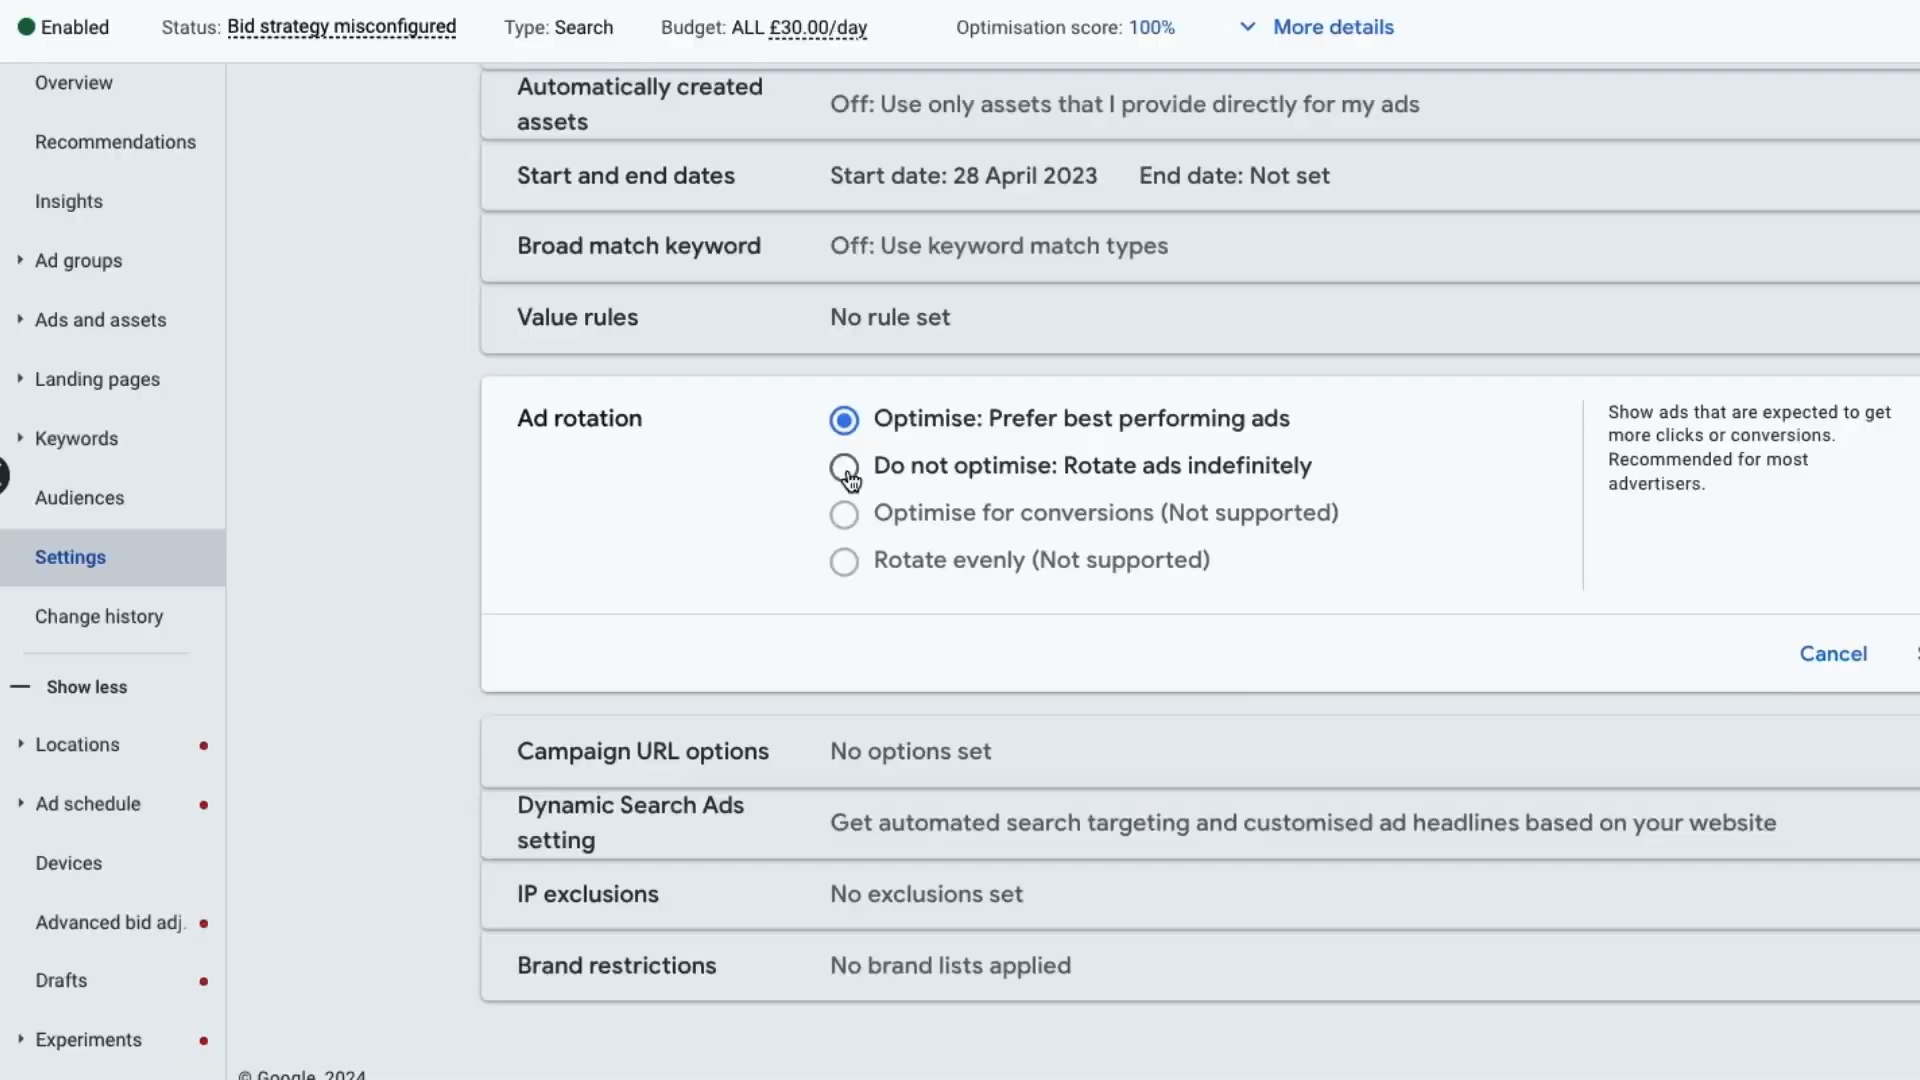 Enabled
Status: Bid strategy misconfigured
Type: Search
Budget: ALL £30.00/day
Optimisation score: 100%
More details
Overview
Recommendations
Insights
Ad groups
Ads and assets
Landing pages
Keywords
Audiences
Settings
Change history
Show less
Locations
Ad schedule
Devices
Advanced bid adj.
Drafts
Experiments
Automatically created
assets
Off: Use only assets that I provide directly for my ads
Start and end dates
Start date: 28 April 2023
End date: Not set
Broad match keyword
Off: Use keyword match types
Value rules
No rule set
Ad rotation
Optimise: Prefer best performing ads
Do not optimise: Rotate ads indefinitely
Optimise for conversions (Not supported)
Rotate evenly (Not supported)
Show ads that are expected to get
more clicks or conversions.
Recommended for most
advertisers.
Cancel
Campaign URL options
No options set
Dynamic Search Ads
setting
Get automated search targeting and customised ad headlines based on your website
IP exclusions
No exclusions set
Brand restrictions
No brand lists applied
© Google, 2024